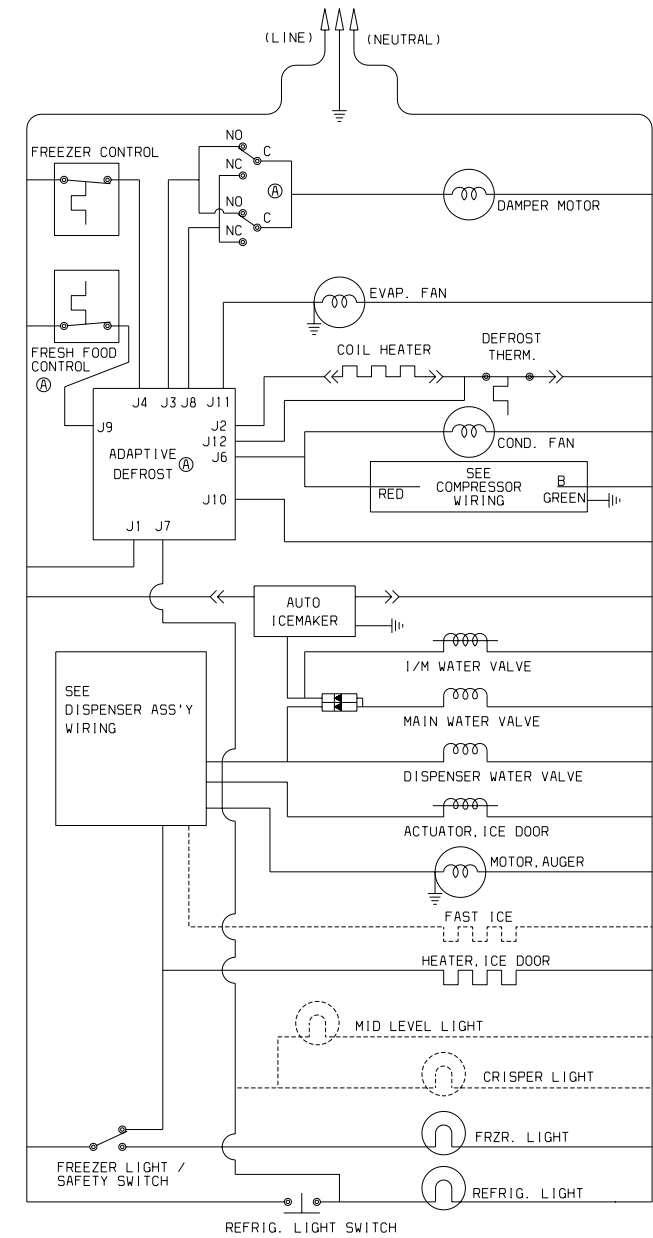 (LINE)
(NEUTRAL)
NO
C
FREEZER CONTROL
NC
A
NO
DAMPER MOTOR
C
NC
EVAP. FAN
DEFROST
THERM.
COIL HEATER
FRESH FOOD
CONTROL
A
J4 J3 J8 J11
J9
J2
J12
COND. FAN
ADAPTIVE
DEFROST
A
J6
SEE
COMPRESSOR
WIRING
RED
B
GREEN
J10
J1 J7
AUTO
ICEMAKER
I/M WATER VALVE
SEE
DISPENSER ASS'Y
WIRING
MAIN WATER VALVE
DISPENSER WATER VALVE
ACTUATOR, ICE DOOR
MOTOR, AUGER
FAST ICE
HEATER, ICE DOOR
MID LEVEL LIGHT
CRISPER LIGHT
FRZR. LIGHT
FREEZER LIGHT /
SAFETY SWITCH
REFRIG. LIGHT
REFRIG. LIGHT SWITCH